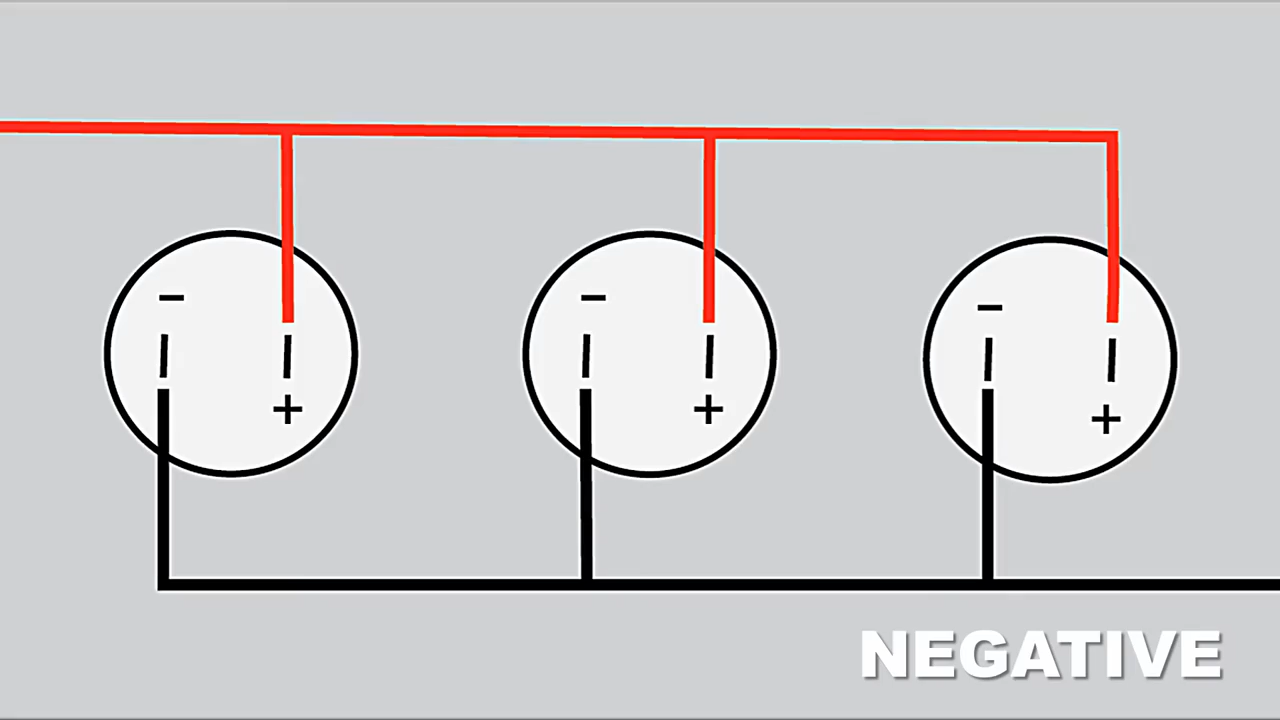 − − −
+ + +
NEGATIVE